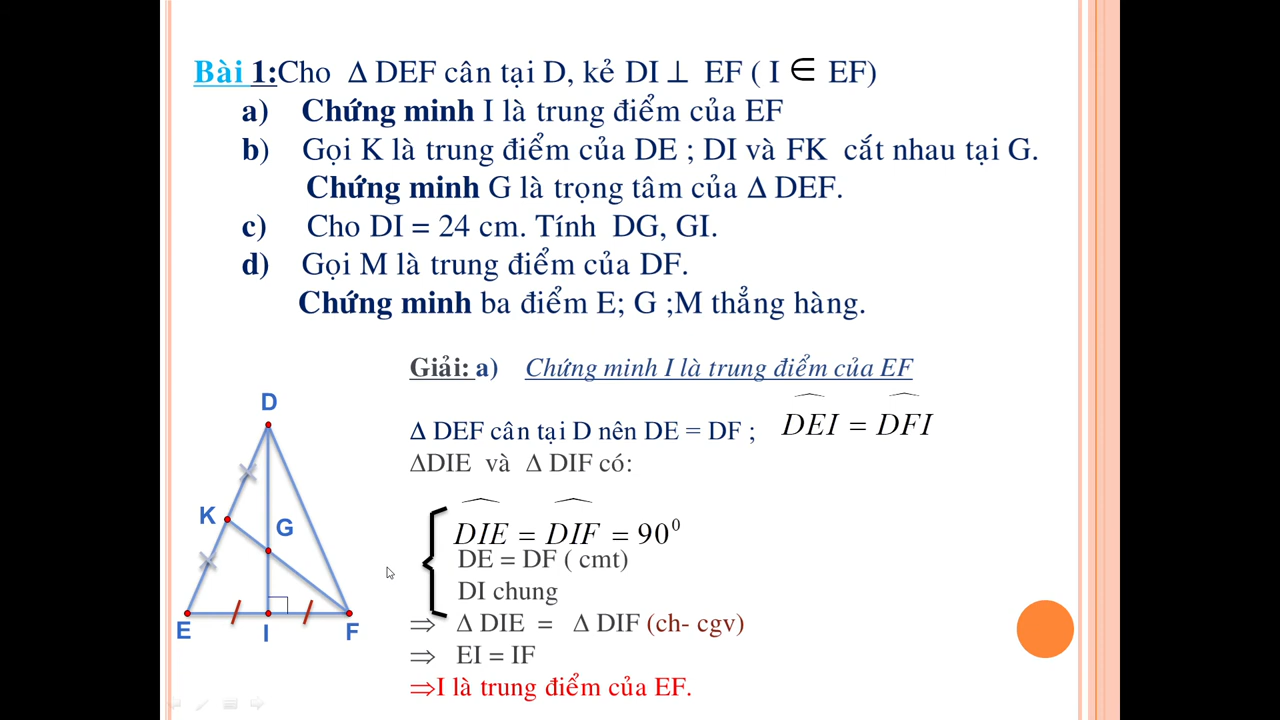 Bài 1:Cho ∆ DEF cân tại D, kẻ DI ⊥ EF ( I ∈ EF)
a) Chứng minh I là trung điểm của EF
b) Gọi K là trung điểm của DE ; DI và FK cắt nhau tại G.
Chứng minh G là trọng tâm của ∆ DEF.
c) Cho DI = 24 cm. Tính DG, GI.
d) Gọi M là trung điểm của DF.
Chứng minh ba điểm E; G ;M thẳng hàng.
Giải: a) Chứng minh I là trung điểm của EF
∆ DEF cân tại D nên DE = DF ; DEI = DFI
∆DIE và ∆ DIF có:
DIE = DIF = 90⁰
DE = DF ( cmt)
DI chung
⇒ ∆ DIE = ∆ DIF (ch- cgv)
⇒ EI = IF
⇒I là trung điểm của EF.
D
K
G
E
I
F